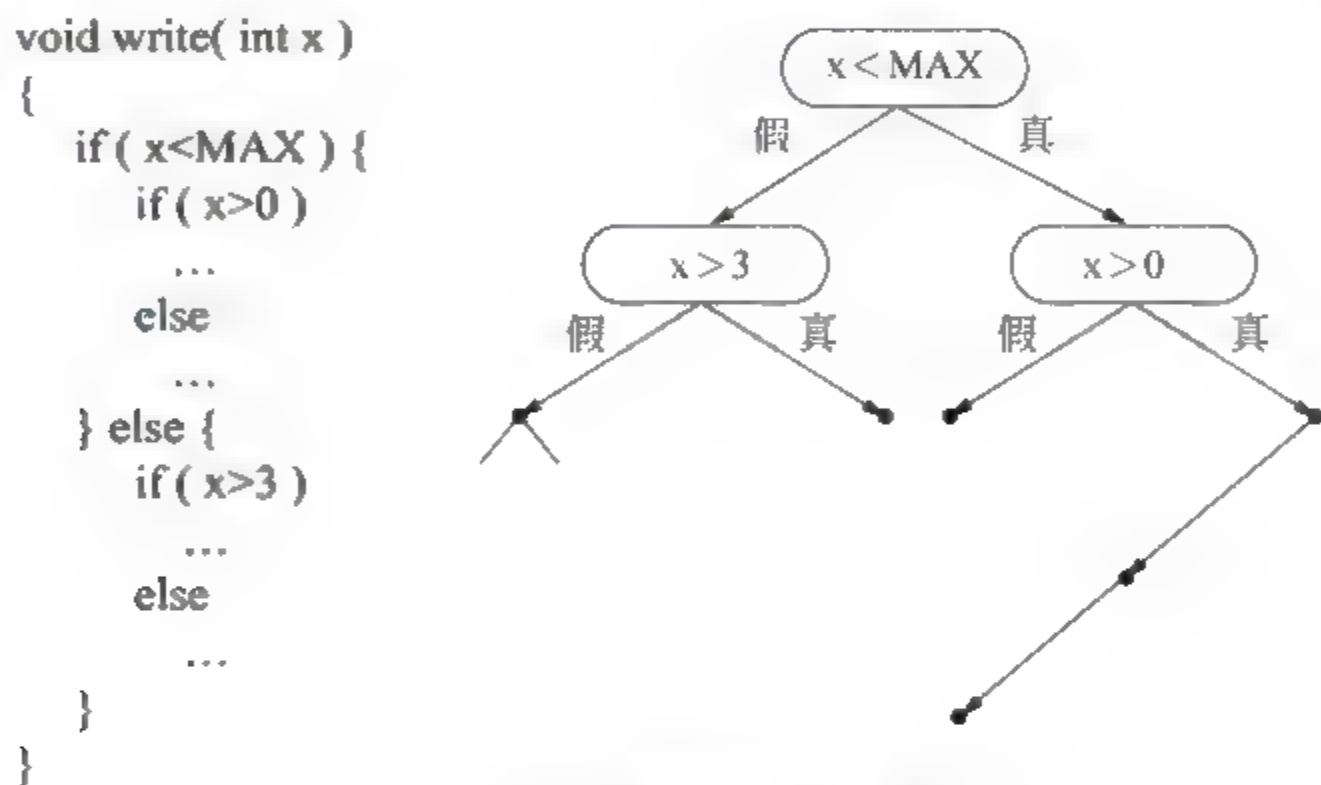 void write( int x )
{
if ( x<MAX ) {
if ( x>0 )
...
else
...
} else {
if ( x>3 )
...
else
...
}
}
x < MAX
假 真
x > 3 x > 0
假 真 假 真